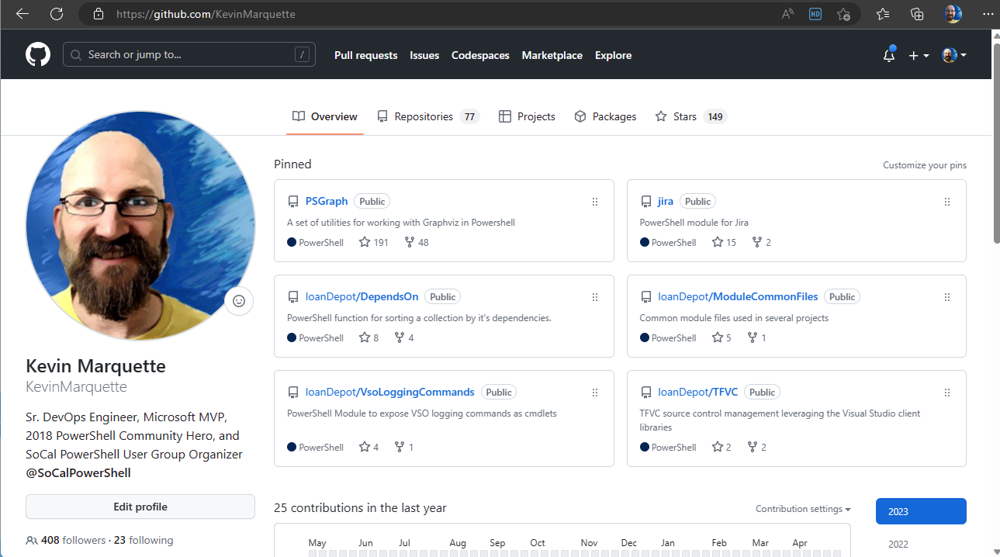 https://github.com/KevinMarquette
HD
Search or jump to...
/
Pull requests
Issues
Codespaces
Marketplace
Explore
Overview
Repositories 77
Projects
Packages
Stars 149
Kevin Marquette
KevinMarquette
Sr. DevOps Engineer, Microsoft MVP,
2018 PowerShell Community Hero, and
SoCal PowerShell User Group Organizer
@SoCalPowerShell
Edit profile
408 followers · 23 following
Pinned
Customize your pins
PSGraph Public
A set of utilities for working with Graphviz in Powershell
PowerShell 191 48
jira Public
PowerShell module for Jira
PowerShell 15 2
loanDepot/DependsOn Public
PowerShell function for sorting a collection by it's dependencies.
PowerShell 8 4
loanDepot/ModuleCommonFiles Public
Common module files used in several projects
PowerShell 5 1
loanDepot/VsoLoggingCommands Public
PowerShell Module to expose VSO logging commands as cmdlets
PowerShell 4 1
loanDepot/TFVC Public
TFVC source control management leveraging the Visual Studio client
libraries
PowerShell 2 2
25 contributions in the last year
Contribution settings
2023
2022
May Jun Jul Aug Sep Oct Nov Dec Jan Feb Mar Apr